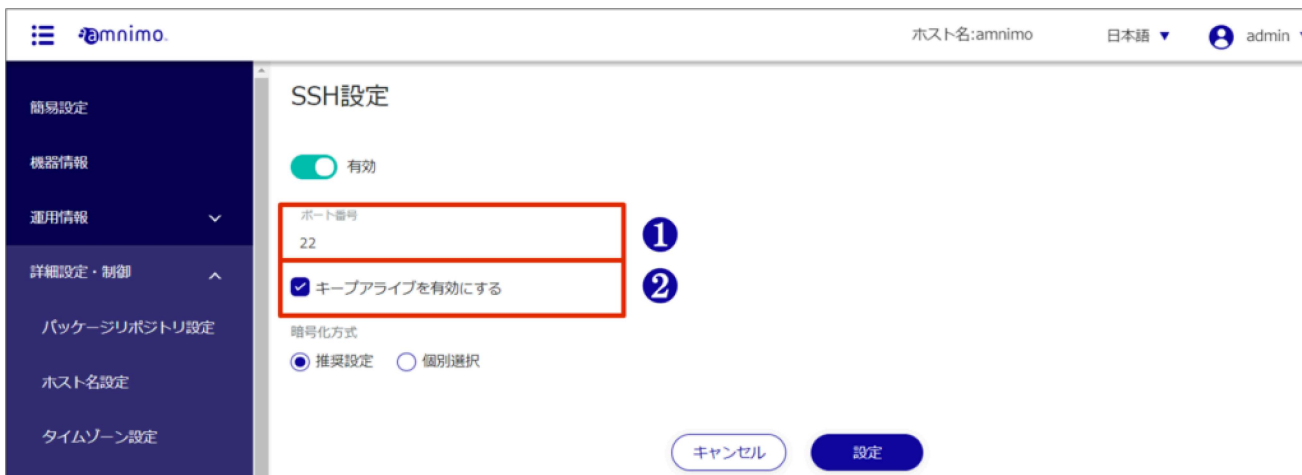 amnimo
ホスト名:amnimo
日本語 ▼
admin
簡易設定
機器情報
運用情報
詳細設定・制御
パッケージリポジトリ設定
ホスト名設定
タイムゾーン設定
SSH設定
有効
ポート番号
22
❶
キープアライブを有効にする
❷
暗号化方式
推奨設定 個別選択
キャンセル 設定